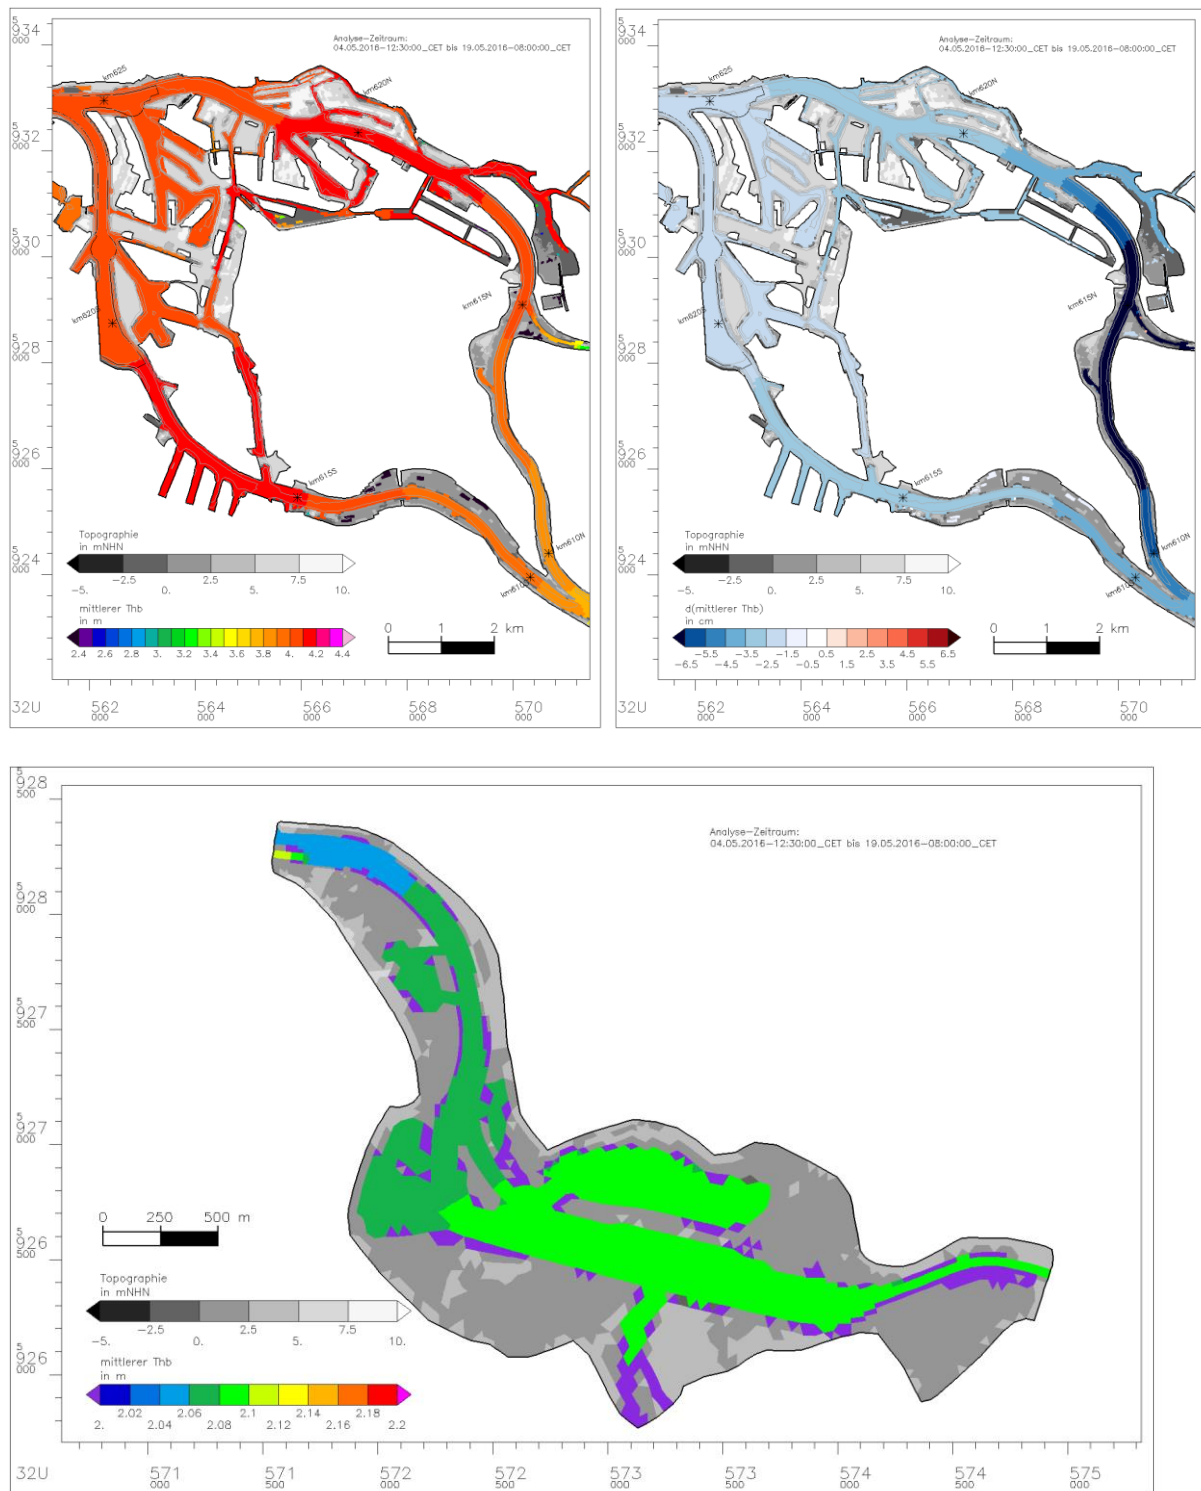 Analyse-Zeitraum:
04.05.2016-12:30:00_CET bis 19.05.2016-08:00:00_CET
5
934
000
5
932
000
5
930
000
5
928
000
5
926
000
5
924
000
km625
km620N
km615N
km620S
km615S
km610N
Topographie
in mNHN
-5. -2.5 0. 2.5 5. 7.5 10.
mittlerer Thb
in m
2.4 2.6 2.8 3. 3.2 3.4 3.6 3.8 4. 4.2 4.4
0 1 2 km
32U 562 000 564 000 566 000 568 000 570 000
Analyse-Zeitraum:
04.05.2016-12:30:00_CET bis 19.05.2016-08:00:00_CET
5
934
000
5
932
000
5
930
000
5
928
000
5
926
000
5
924
000
km625
km620N
km615N
km620S
km615S
km610N
Topographie
in mNHN
-5. -2.5 0. 2.5 5. 7.5 10.
d(mittlerer Thb)
in cm
-5.5 -3.5 -1.5 0.5 2.5 4.5 6.5
-6.5 -4.5 -2.5 -0.5 1.5 3.5 5.5
0 1 2 km
32U 562 000 564 000 566 000 568 000 570 000
Analyse-Zeitraum:
04.05.2016-12:30:00_CET bis 19.05.2016-08:00:00_CET
5
928
500
5
928
000
5
927
500
5
927
000
5
926
500
5
926
000
0 250 500 m
Topographie
in mNHN
-5. -2.5 0. 2.5 5. 7.5 10.
mittlerer Thb
in m
2.02 2.06 2.1 2.14 2.18
2. 2.04 2.08 2.12 2.16 2.2
32U 571 000 571 500 572 000 572 500 573 000 573 500 574 000 574 500 575 000